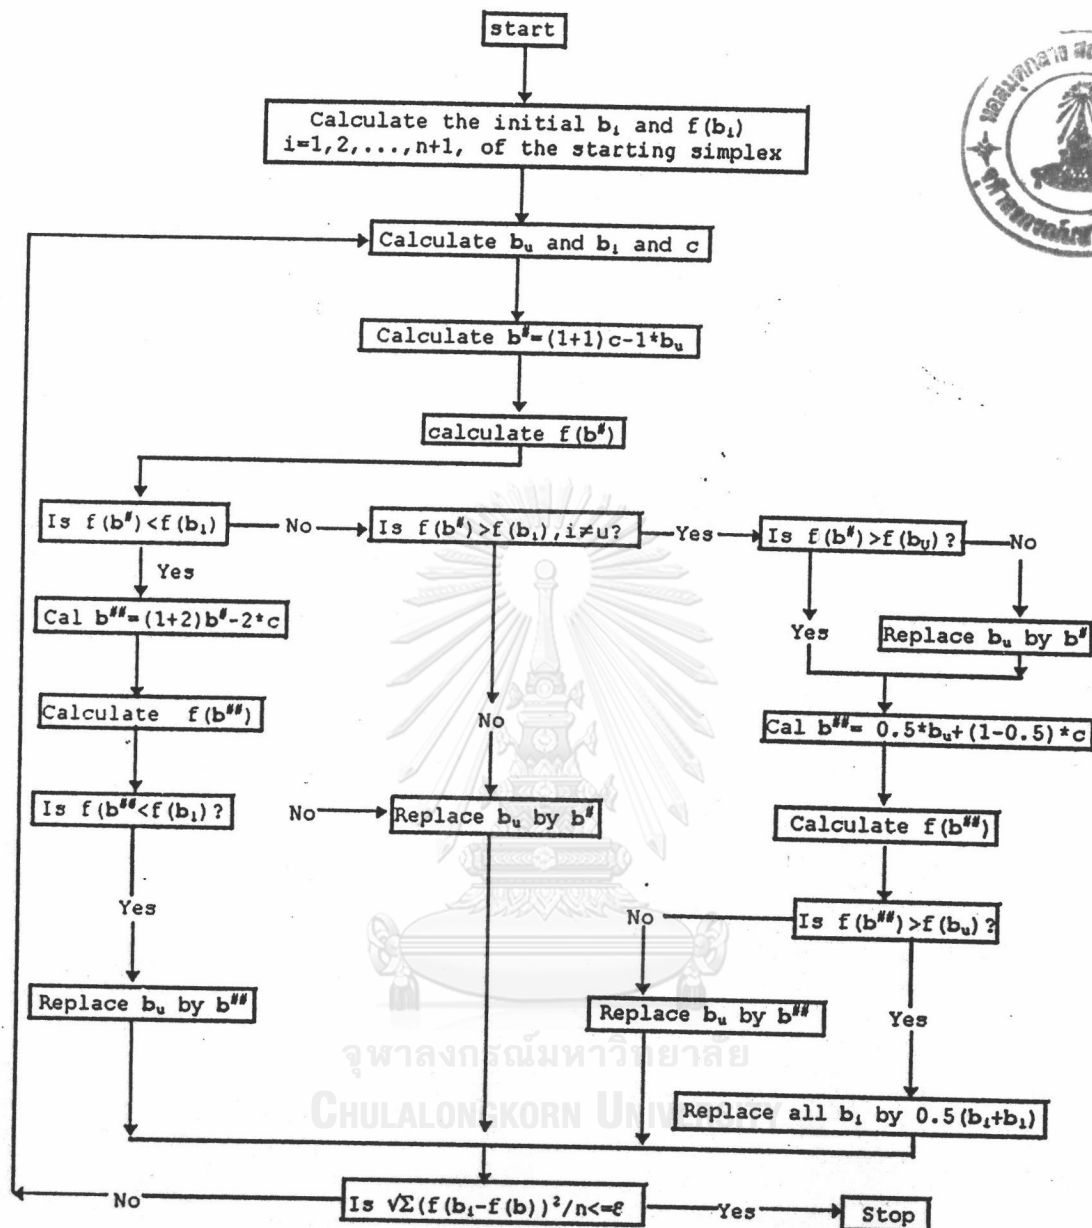 start
Calculate the initial bᵢ and f(bᵢ)
i=1,2,...,n+1, of the starting simplex
Calculate bᵤ and bₗ and c
Calculate b#=(1+1)c-1*bᵤ
calculate f(b#)
Is f(b#)<f(bₗ)
No
Is f(b#)>f(bᵢ),i≠u?
Yes
Is f(b#)>f(b_U)?
No
Yes
Cal b##=(1+2)b#-2*c
Yes
Replace bᵤ by b#
Calculate f(b##)
No
Cal b##= 0.5*bᵤ+(1-0.5)*c
Is f(b##<f(bₗ)?
No
Replace bᵤ by b#
Calculate f(b##)
Yes
No
Is f(b##)>f(bᵤ)?
Replace bᵤ by b##
Replace bᵤ by b##
Yes
จุฬาลงกรณ์มหาวิทยาลัย
CHULALONGKORN UNIVERSITY
Replace all bᵢ by 0.5(bᵢ+bₗ)
No
Is √Σ(f(bᵢ-f(b))²/n<=ε
Yes
Stop